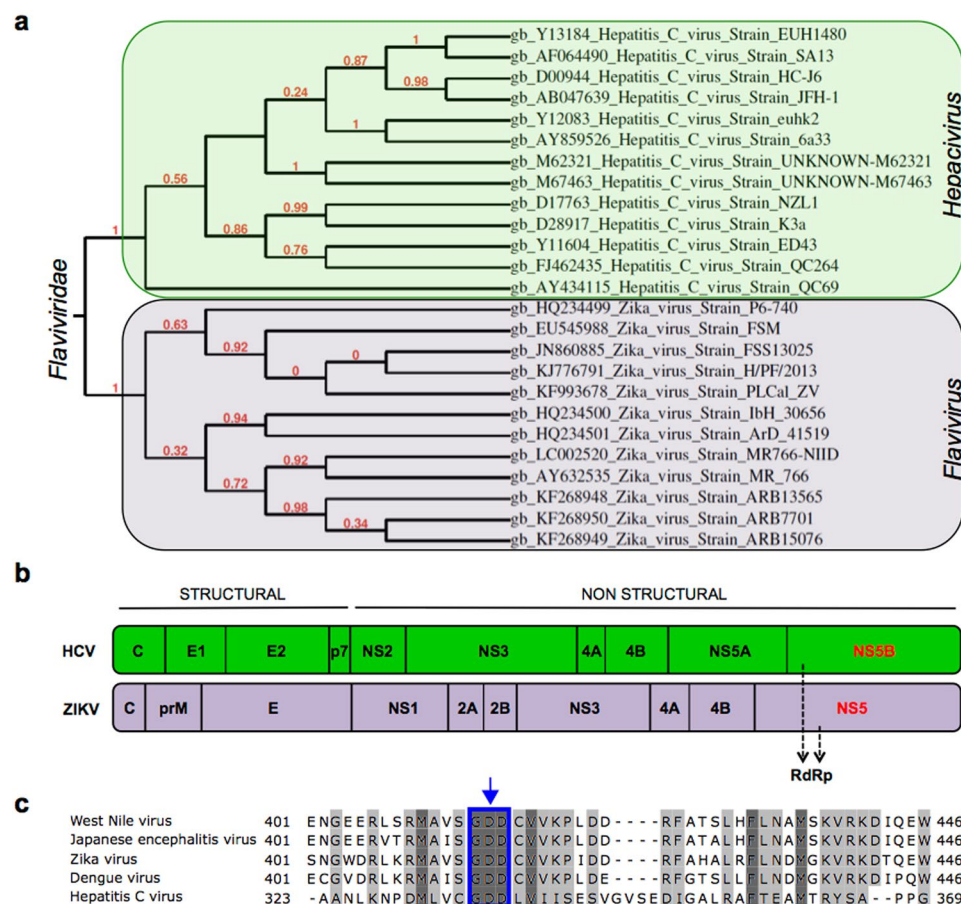 a
gb_Y13184_Hepatitis_C_virus_Strain_EUH1480
gb_AF064490_Hepatitis_C_virus_Strain_SA13
gb_D00944_Hepatitis_C_virus_Strain_HC-J6
gb_AB047639_Hepatitis_C_virus_Strain_JFH-1
gb_Y12083_Hepatitis_C_virus_Strain_euhk2
gb_AY859526_Hepatitis_C_virus_Strain_6a33
gb_M62321_Hepatitis_C_virus_Strain_UNKNOWN-M62321
gb_M67463_Hepatitis_C_virus_Strain_UNKNOWN-M67463
gb_D17763_Hepatitis_C_virus_Strain_NZL1
gb_D28917_Hepatitis_C_virus_Strain_K3a
gb_Y11604_Hepatitis_C_virus_Strain_ED43
gb_FJ462435_Hepatitis_C_virus_Strain_QC264
gb_AY434115_Hepatitis_C_virus_Strain_QC69
gb_HQ234499_Zika_virus_Strain_P6-740
gb_EU545988_Zika_virus_Strain_FSM
gb_JN860885_Zika_virus_Strain_FSS13025
gb_KJ776791_Zika_virus_Strain_H/PF/2013
gb_KF993678_Zika_virus_Strain_PLCal_ZV
gb_HQ234500_Zika_virus_Strain_IbH_30656
gb_HQ234501_Zika_virus_Strain_ArD_41519
gb_LC002520_Zika_virus_Strain_MR766-NIID
gb_AY632535_Zika_virus_Strain_MR_766
gb_KF268948_Zika_virus_Strain_ARB13565
gb_KF268950_Zika_virus_Strain_ARB7701
gb_KF268949_Zika_virus_Strain_ARB15076
1
0.87
0.98
0.24
1
1
0.56
0.99
0.86
0.76
1
0.63
0.92
0
0
1
0.94
0.32
0.92
0.72
0.98
0.34
Flaviviridae
Hepacivirus
Flavivirus
b
STRUCTURAL NON STRUCTURAL
HCV C E1 E2 p7 NS2 NS3 4A 4B NS5A NS5B
ZIKV C prM E NS1 2A 2B NS3 4A 4B NS5
RdRp
c
West Nile virus 401 ENGEERLSRMAVSGDDCVVKPLDD----RFATSLHFLNAMSKVRKDIQEW 446
Japanese encephalitis virus 401 ENGEERVTRMAISGDDCVVKPLDD----RFATSLHFLNAMSKVRKDIQEW 446
Zika virus 401 SNGWDRLKRMAISGDDCVVKPIDD----RFAHALRFLNDMGKVRKDTQEW 446
Dengue virus 401 ECGVDRLKRMAISGDDCVVKPLDE----RFGTSLLFLNDMGKVRKDIQEW 446
Hepatitis C virus 323 -AANLKNPDMLVCGDDLVIISESVGVSEDIGALRAFTEAMTRYSA--PPG 369